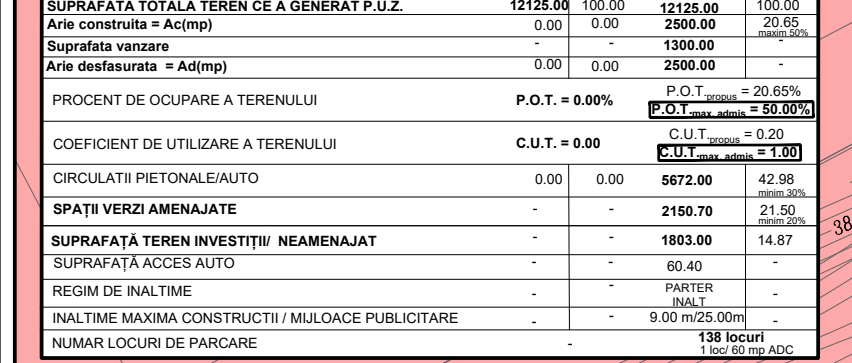 SUPRAFATA TOTALA TEREN CE A GENERAT P.U.Z. 12125.00 100.00 12125.00 100.00
Arie construita = Ac(mp) 0.00 0.00 2500.00 20.65
maxim 50%
Suprafata vanzare - - 1300.00 -
Arie desfasurata = Ad(mp) 0.00 0.00 2500.00 -
PROCENT DE OCUPARE A TERENULUI P.O.T. = 0.00% P.O.T.propus = 20.65%
P.O.T.max. admis = 50.00%
COEFICIENT DE UTILIZARE A TERENULUI C.U.T. = 0.00 C.U.T.propus = 0.20
C.U.T.max. admis = 1.00
CIRCULATII PIETONALE/AUTO 0.00 0.00 5672.00 42.98
minim 30%
SPAȚII VERZI AMENAJATE - - 2150.70 21.50
minim 20%
38
SUPRAFAȚĂ TEREN INVESTIȚII/ NEAMENAJAT - - 1803.00 14.87
SUPRAFAȚĂ ACCES AUTO - - 60.40 -
REGIM DE INALTIME - - PARTER -
INALT
INALTIME MAXIMA CONSTRUCTII / MIJLOACE PUBLICITARE - - 9.00 m/25.00m -
NUMAR LOCURI DE PARCARE - 138 locuri
1 loc/ 60 mp ADC